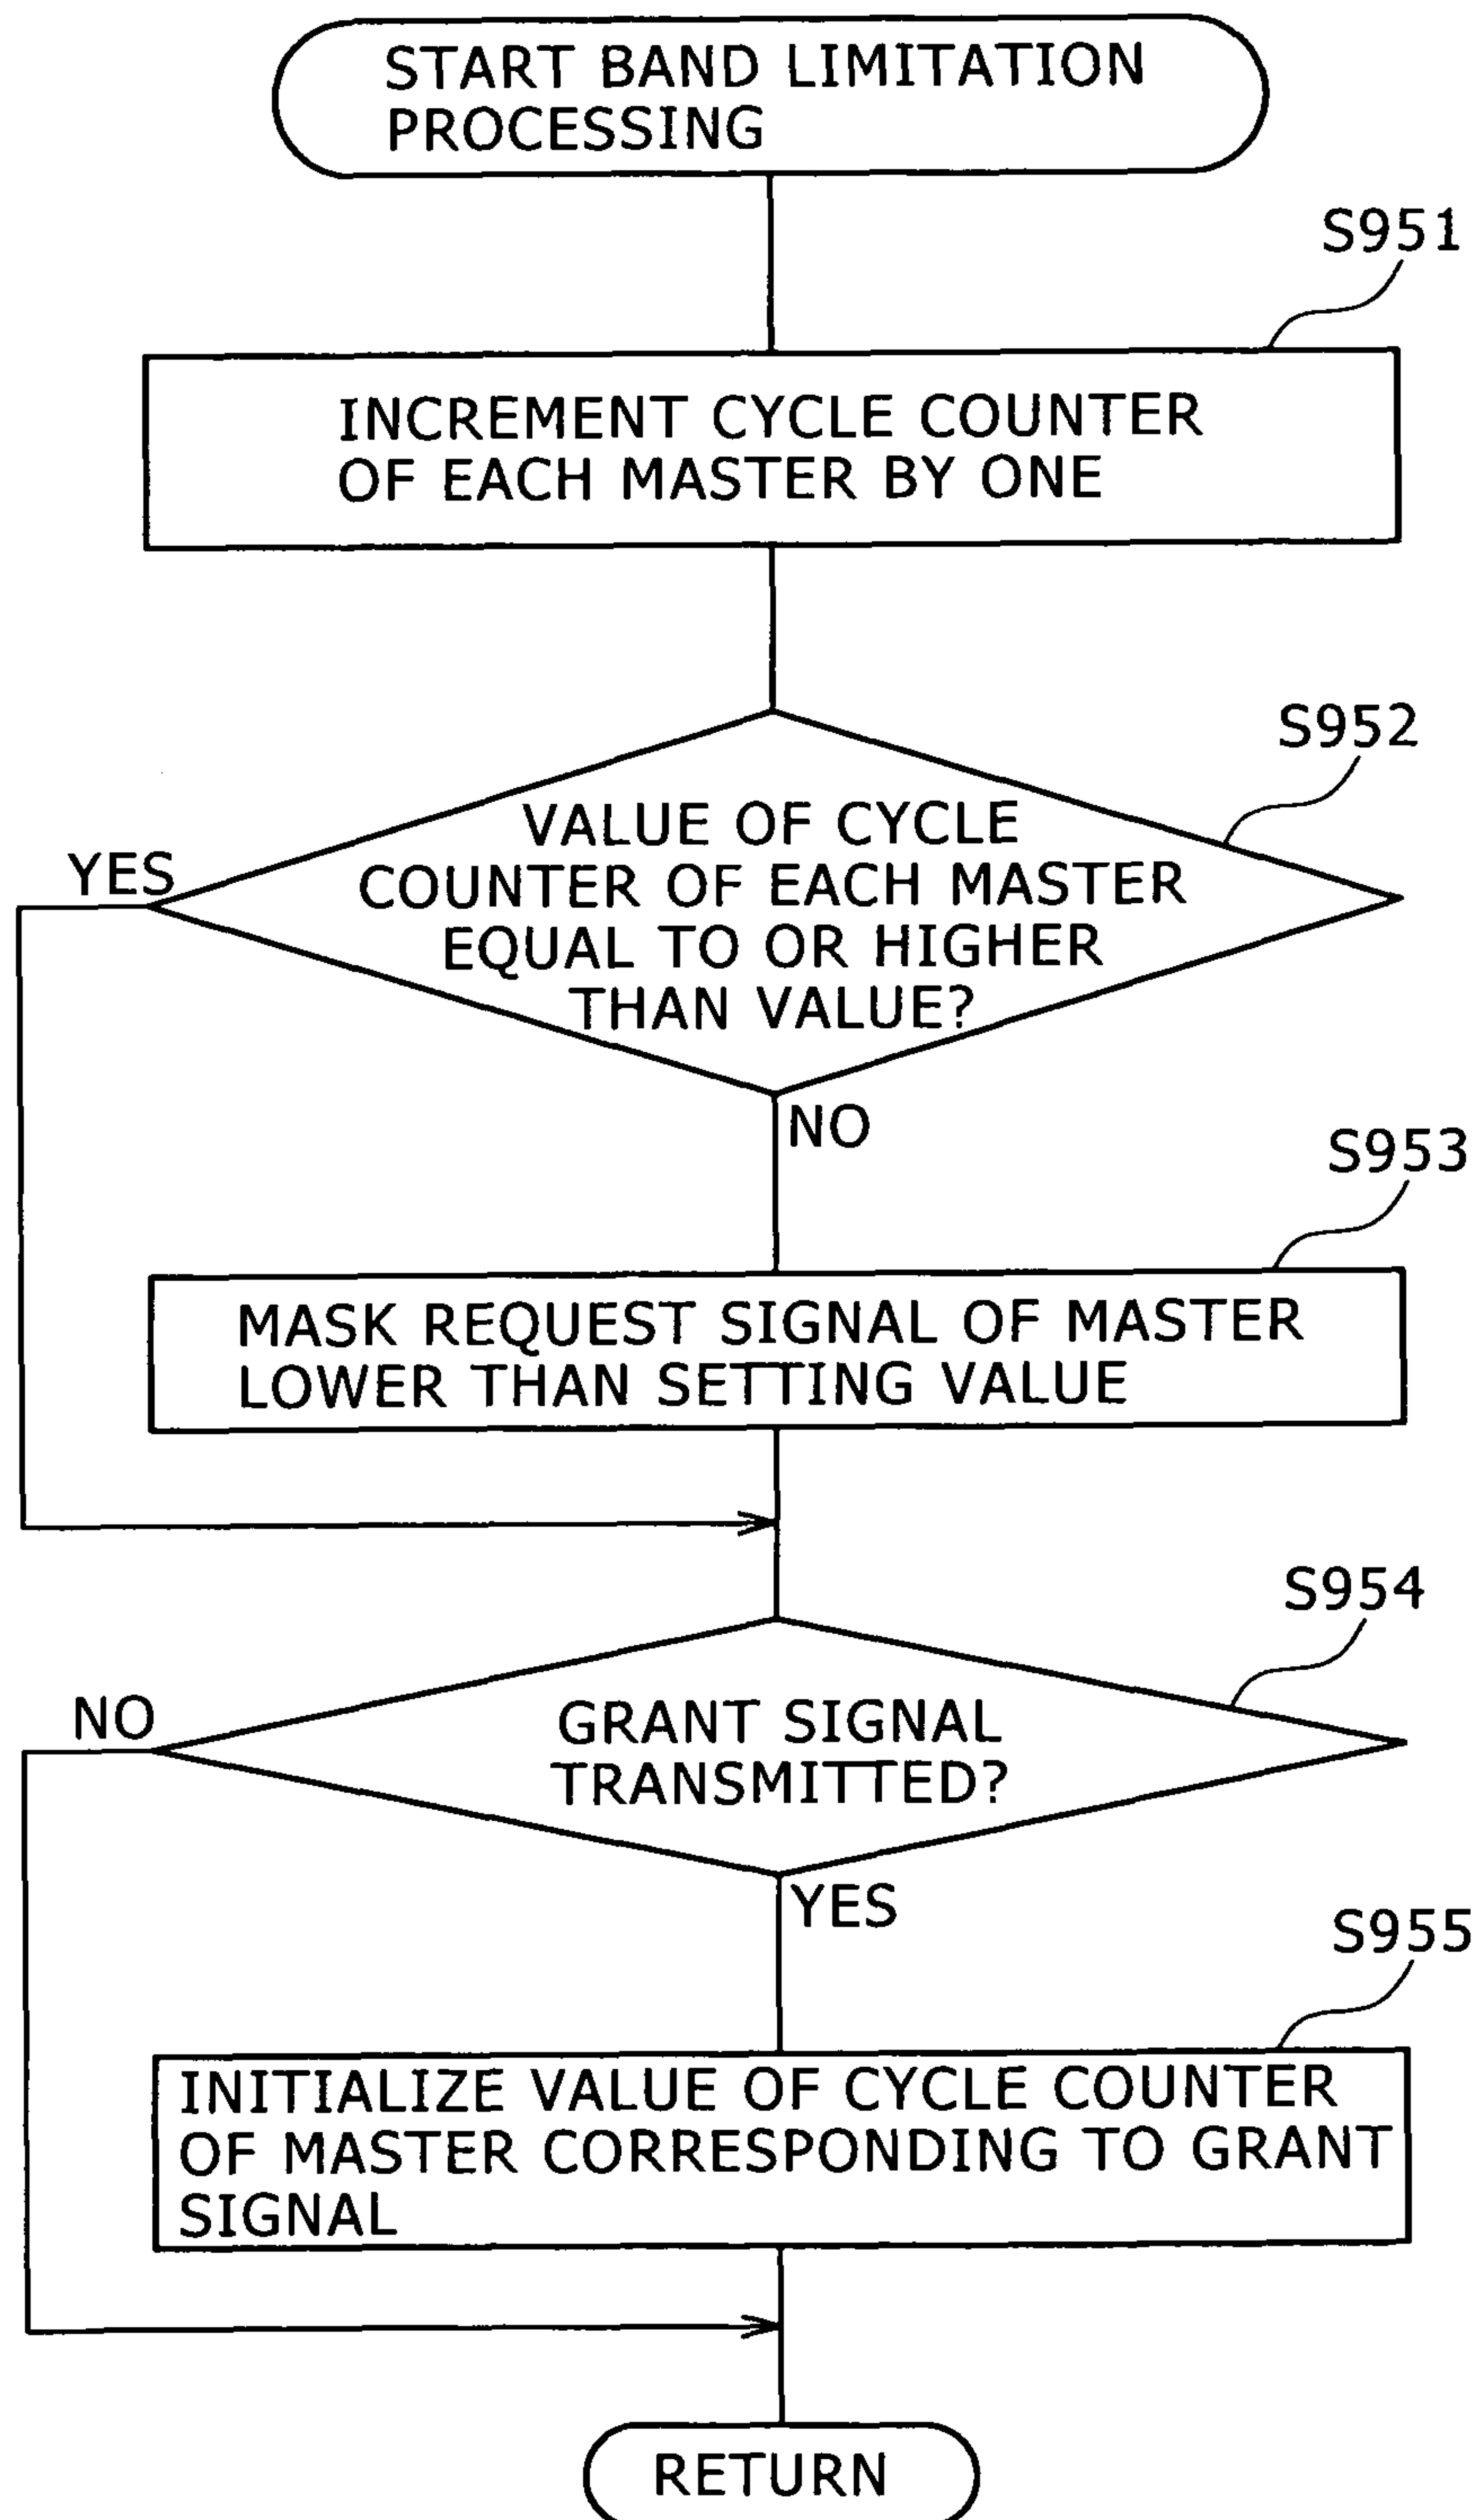 START BAND LIMITATION
PROCESSING
S951
INCREMENT CYCLE COUNTER
OF EACH MASTER BY ONE
S952
VALUE OF CYCLE
COUNTER OF EACH MASTER
EQUAL TO OR HIGHER
THAN VALUE?
YES
NO
S953
MASK REQUEST SIGNAL OF MASTER
LOWER THAN SETTING VALUE
S954
GRANT SIGNAL
TRANSMITTED?
NO
YES
S955
INITIALIZE VALUE OF CYCLE COUNTER
OF MASTER CORRESPONDING TO GRANT
SIGNAL
RETURN